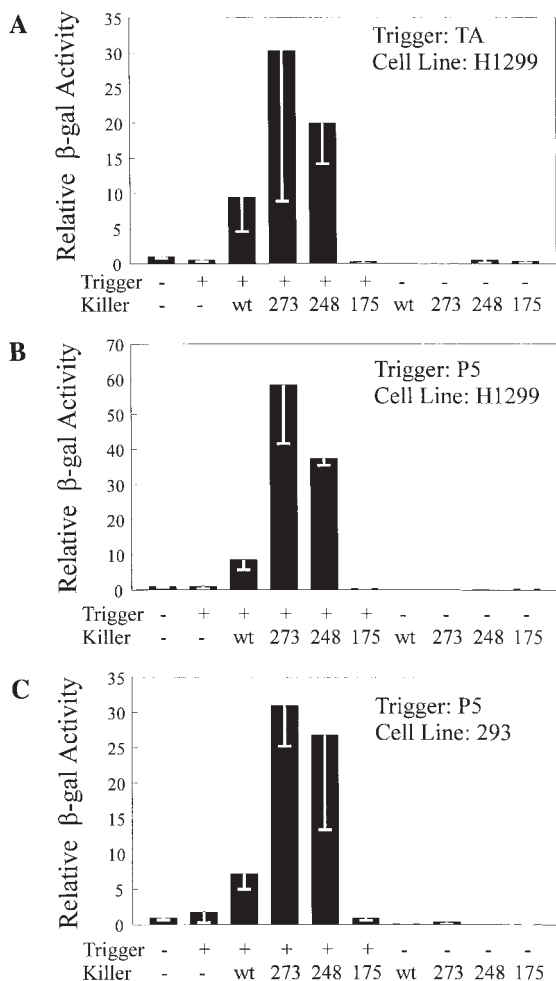 A
Relative β-gal Activity
35
30
25
20
15
10
5
0
Trigger: TA
Cell Line: H1299
Trigger - + + + + + - - - -
Killer - - wt 273 248 175 wt 273 248 175
B
Relative β-gal Activity
70
60
50
40
30
20
10
0
Trigger: P5
Cell Line: H1299
Trigger - + + + + + - - - -
Killer - - wt 273 248 175 wt 273 248 175
C
Relative β-gal Activity
35
30
25
20
15
10
5
0
Trigger: P5
Cell Line: 293
Trigger - + + + + + - - - -
Killer - - wt 273 248 175 wt 273 248 175